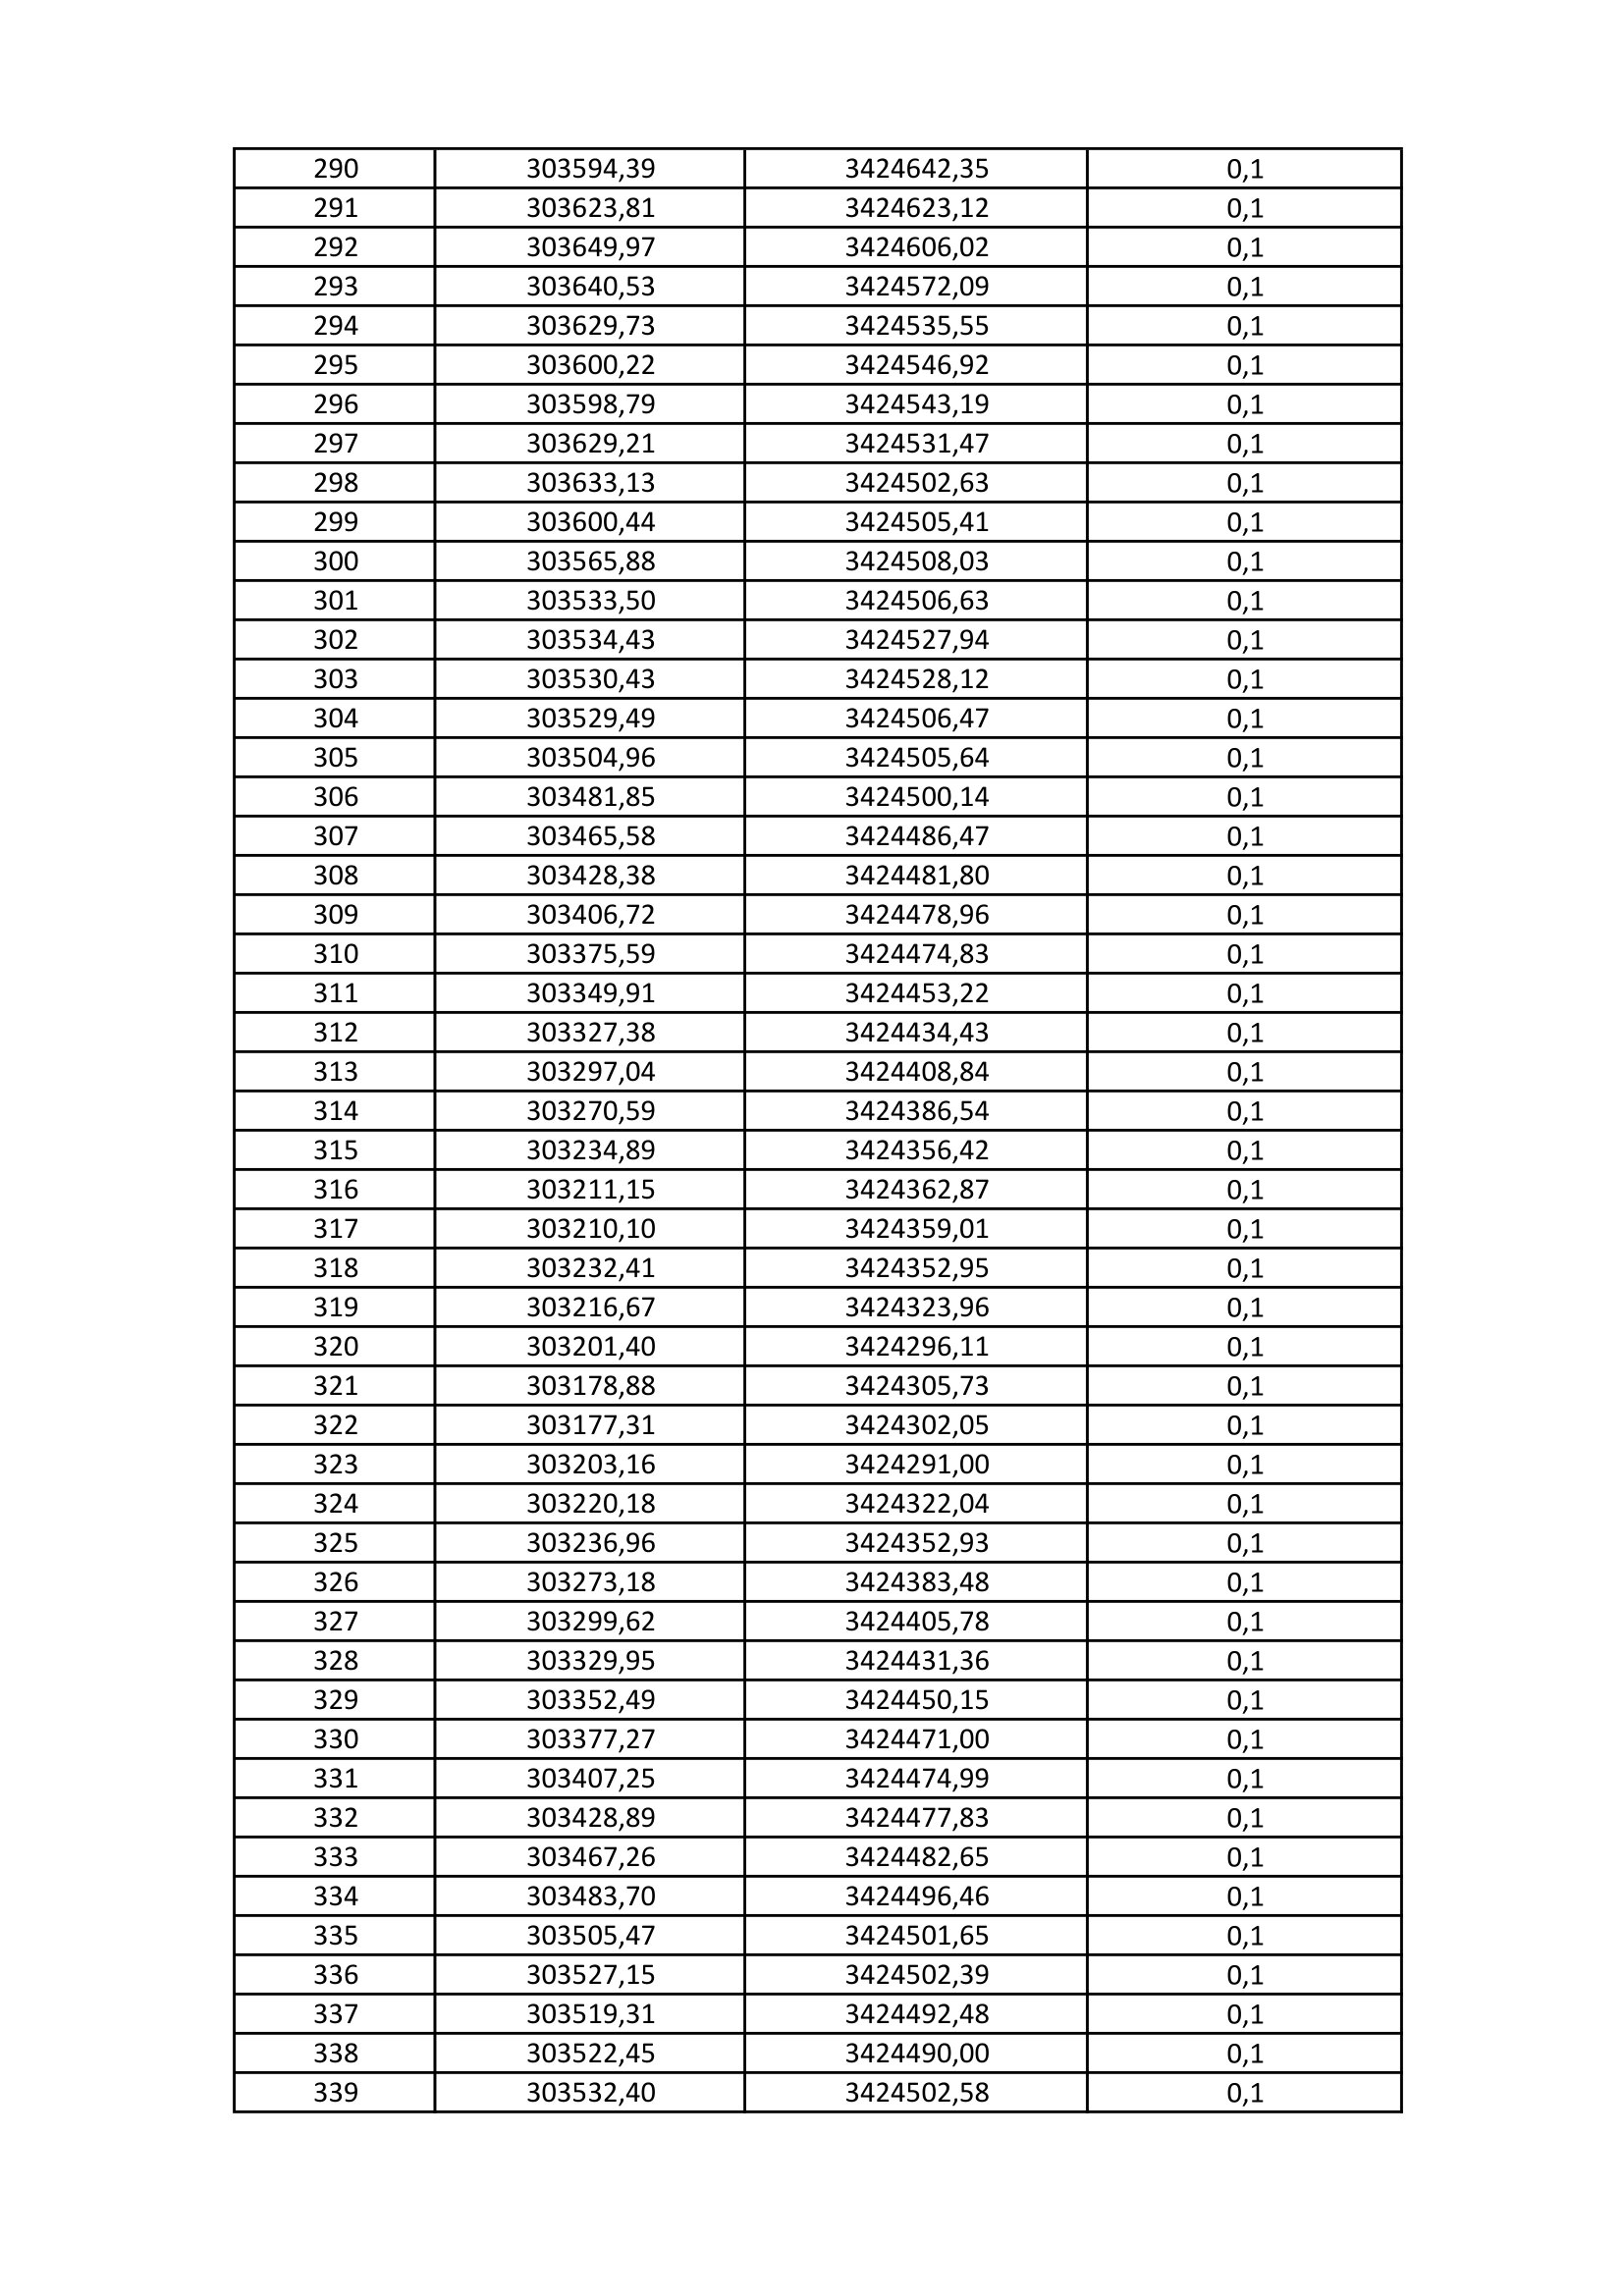 290 303594,39 3424642,35 0,1
291 303623,81 3424623,12 0,1
292 303649,97 3424606,02 0,1
293 303640,53 3424572,09 0,1
294 303629,73 3424535,55 0,1
295 303600,22 3424546,92 0,1
296 303598,79 3424543,19 0,1
297 303629,21 3424531,47 0,1
298 303633,13 3424502,63 0,1
299 303600,44 3424505,41 0,1
300 303565,88 3424508,03 0,1
301 303533,50 3424506,63 0,1
302 303534,43 3424527,94 0,1
303 303530,43 3424528,12 0,1
304 303529,49 3424506,47 0,1
305 303504,96 3424505,64 0,1
306 303481,85 3424500,14 0,1
307 303465,58 3424486,47 0,1
308 303428,38 3424481,80 0,1
309 303406,72 3424478,96 0,1
310 303375,59 3424474,83 0,1
311 303349,91 3424453,22 0,1
312 303327,38 3424434,43 0,1
313 303297,04 3424408,84 0,1
314 303270,59 3424386,54 0,1
315 303234,89 3424356,42 0,1
316 303211,15 3424362,87 0,1
317 303210,10 3424359,01 0,1
318 303232,41 3424352,95 0,1
319 303216,67 3424323,96 0,1
320 303201,40 3424296,11 0,1
321 303178,88 3424305,73 0,1
322 303177,31 3424302,05 0,1
323 303203,16 3424291,00 0,1
324 303220,18 3424322,04 0,1
325 303236,96 3424352,93 0,1
326 303273,18 3424383,48 0,1
327 303299,62 3424405,78 0,1
328 303329,95 3424431,36 0,1
329 303352,49 3424450,15 0,1
330 303377,27 3424471,00 0,1
331 303407,25 3424474,99 0,1
332 303428,89 3424477,83 0,1
333 303467,26 3424482,65 0,1
334 303483,70 3424496,46 0,1
335 303505,47 3424501,65 0,1
336 303527,15 3424502,39 0,1
337 303519,31 3424492,48 0,1
338 303522,45 3424490,00 0,1
339 303532,40 3424502,58 0,1